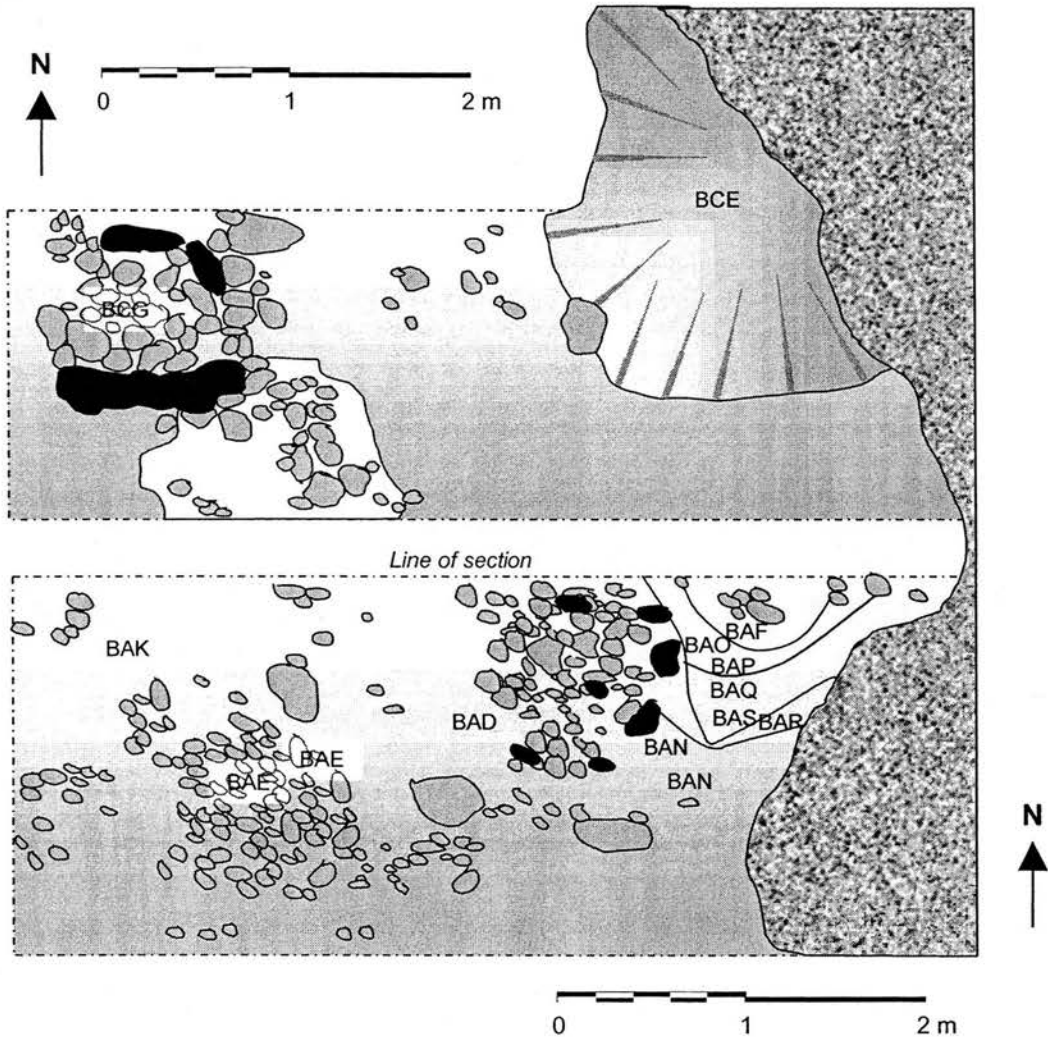 N
0 1 2 m
BCE
BCG
Line of section
BAK
BAF
BAO
BAP
BAQ
BAD
BAS BAR
BAN
BAE
BAE
BAN
N
0 1 2 m